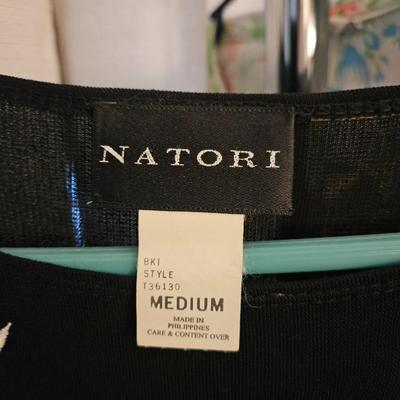 NATORI
BKI
STYLE
T36130
MEDIUM
MADE IN
PHILIPPINES
CARE & CONTENT OVER